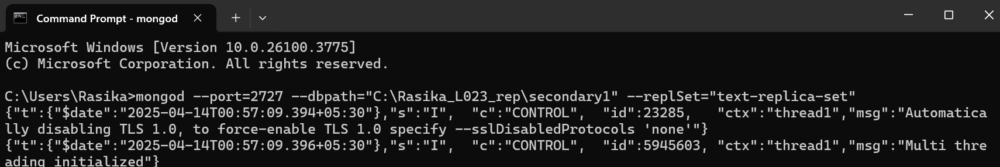 Command Prompt - mongod
Microsoft Windows [Version 10.0.26100.3775]
(c) Microsoft Corporation. All rights reserved.
C:\Users\Rasika>mongod --port=2727 --dbpath="C:\Rasika_L023_rep\secondary1" --replSet="text-replica-set"
{"t":{"$date":"2025-04-14T00:57:09.394+05:30"},"s":"I",  "c":"CONTROL",  "id":23285,   "ctx":"thread1","msg":"Automatica
lly disabling TLS 1.0, to force-enable TLS 1.0 specify --sslDisabledProtocols 'none'"}
{"t":{"$date":"2025-04-14T00:57:09.396+05:30"},"s":"I",  "c":"CONTROL",  "id":5945603, "ctx":"thread1","msg":"Multi thre
ading initialized"}